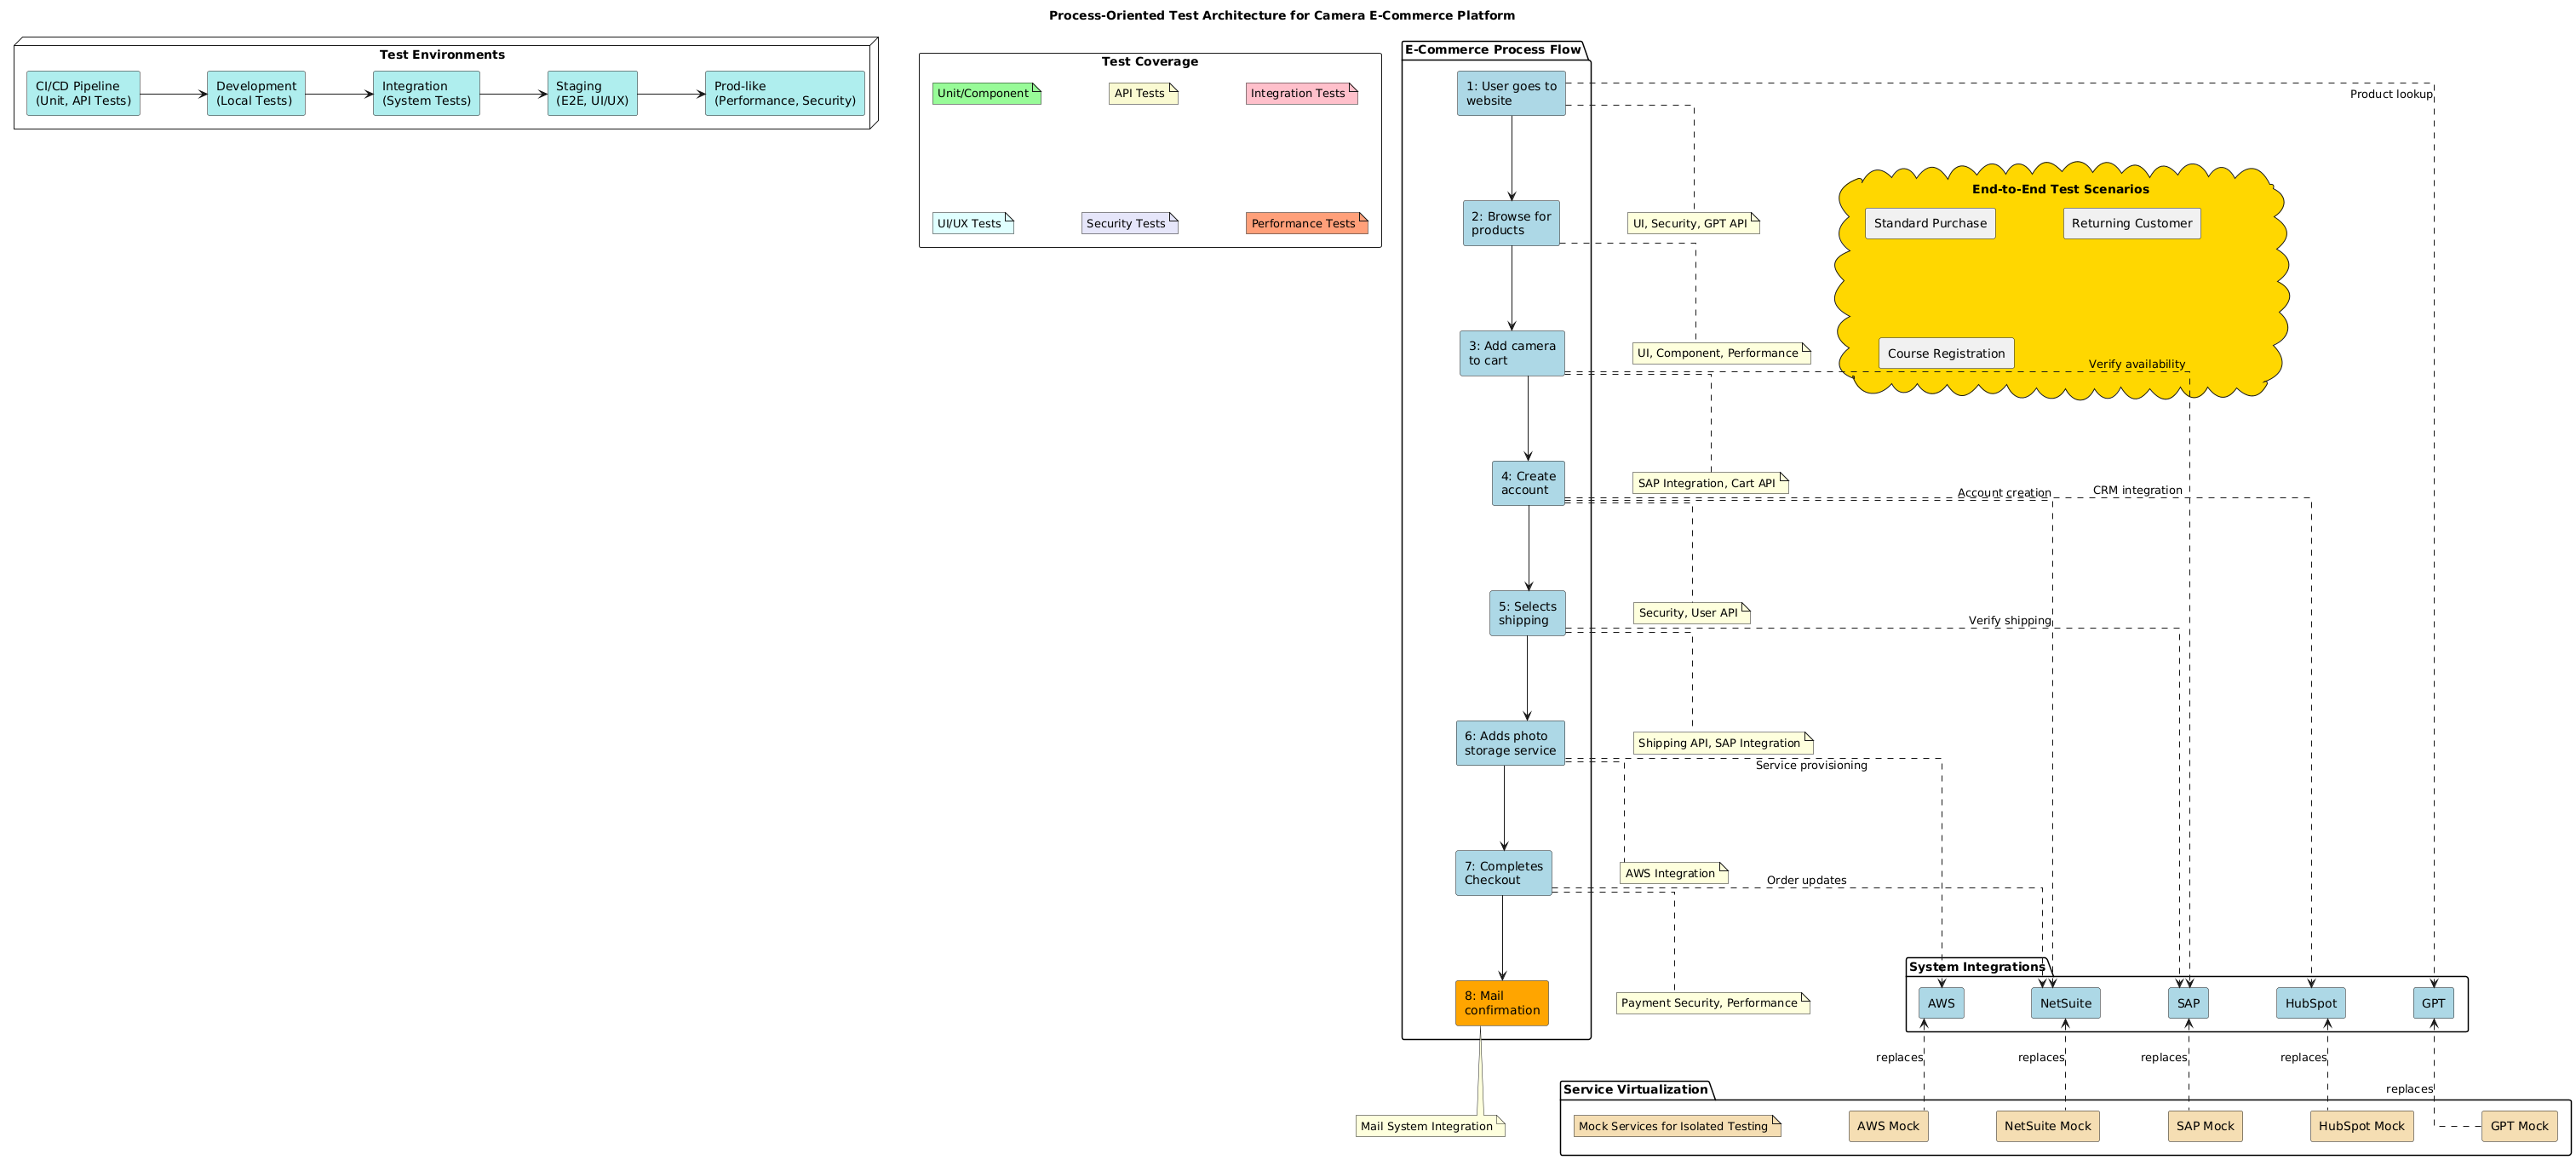 Process-Oriented Test Architecture for Camera E-Commerce Platform
Test Environments
CI/CD Pipeline
(Unit, API Tests)
Development
(Local Tests)
Integration
(System Tests)
Staging
(E2E, UI/UX)
Prod-like
(Performance, Security)
Test Coverage
Unit/Component
API Tests
Integration Tests
UI/UX Tests
Security Tests
Performance Tests
E-Commerce Process Flow
1: User goes to
website
2: Browse for
products
3: Add camera
to cart
4: Create
account
5: Selects
shipping
6: Adds photo
storage service
7: Completes
Checkout
8: Mail
confirmation
Product lookup
UI, Security, GPT API
UI, Component, Performance
Verify availability
SAP Integration, Cart API
Account creation
CRM integration
Security, User API
Verify shipping
Shipping API, SAP Integration
Service provisioning
AWS Integration
Order updates
Payment Security, Performance
Mail System Integration
End-to-End Test Scenarios
Standard Purchase
Returning Customer
Course Registration
System Integrations
AWS
NetSuite
SAP
HubSpot
GPT
replaces
replaces
replaces
replaces
replaces
Service Virtualization
Mock Services for Isolated Testing
AWS Mock
NetSuite Mock
SAP Mock
HubSpot Mock
GPT Mock